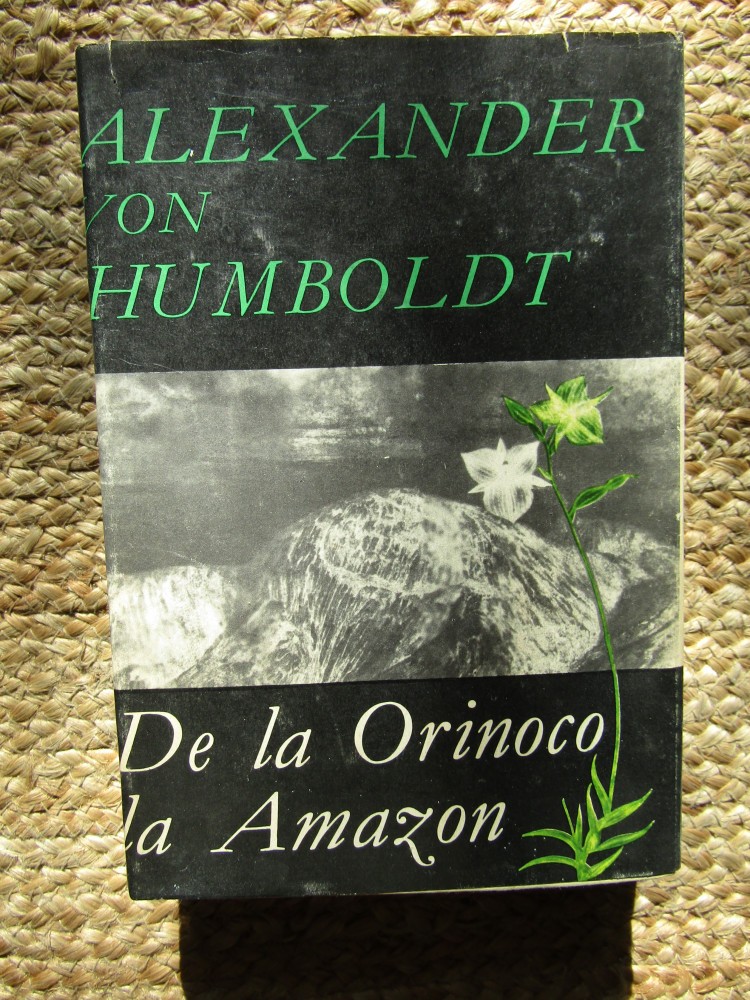 ALEXANDER
VON
HUMBOLDT
De la Orinoco
la Amazon